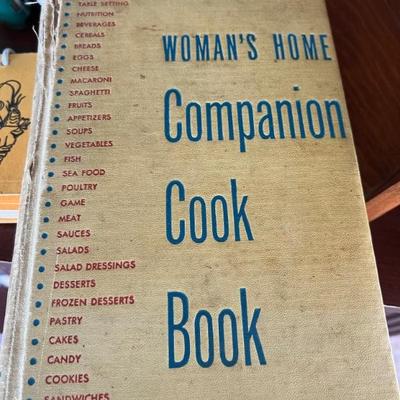 TABLE SETTING
NUTRITION
BEVERAGES
CEREALS
BREADS
EGGS
CHEESE
MACARONI
SPAGHETTI
FRUITS
APPETIZERS
SOUPS
VEGETABLES
FISH
SEA FOOD
POULTRY
GAME
MEAT
SAUCES
SALADS
SALAD DRESSINGS
DESSERTS
FROZEN DESSERTS
PASTRY
CAKES
CANDY
COOKIES
SANDWICHES
WOMAN'S HOME
Companion
Cook
Book